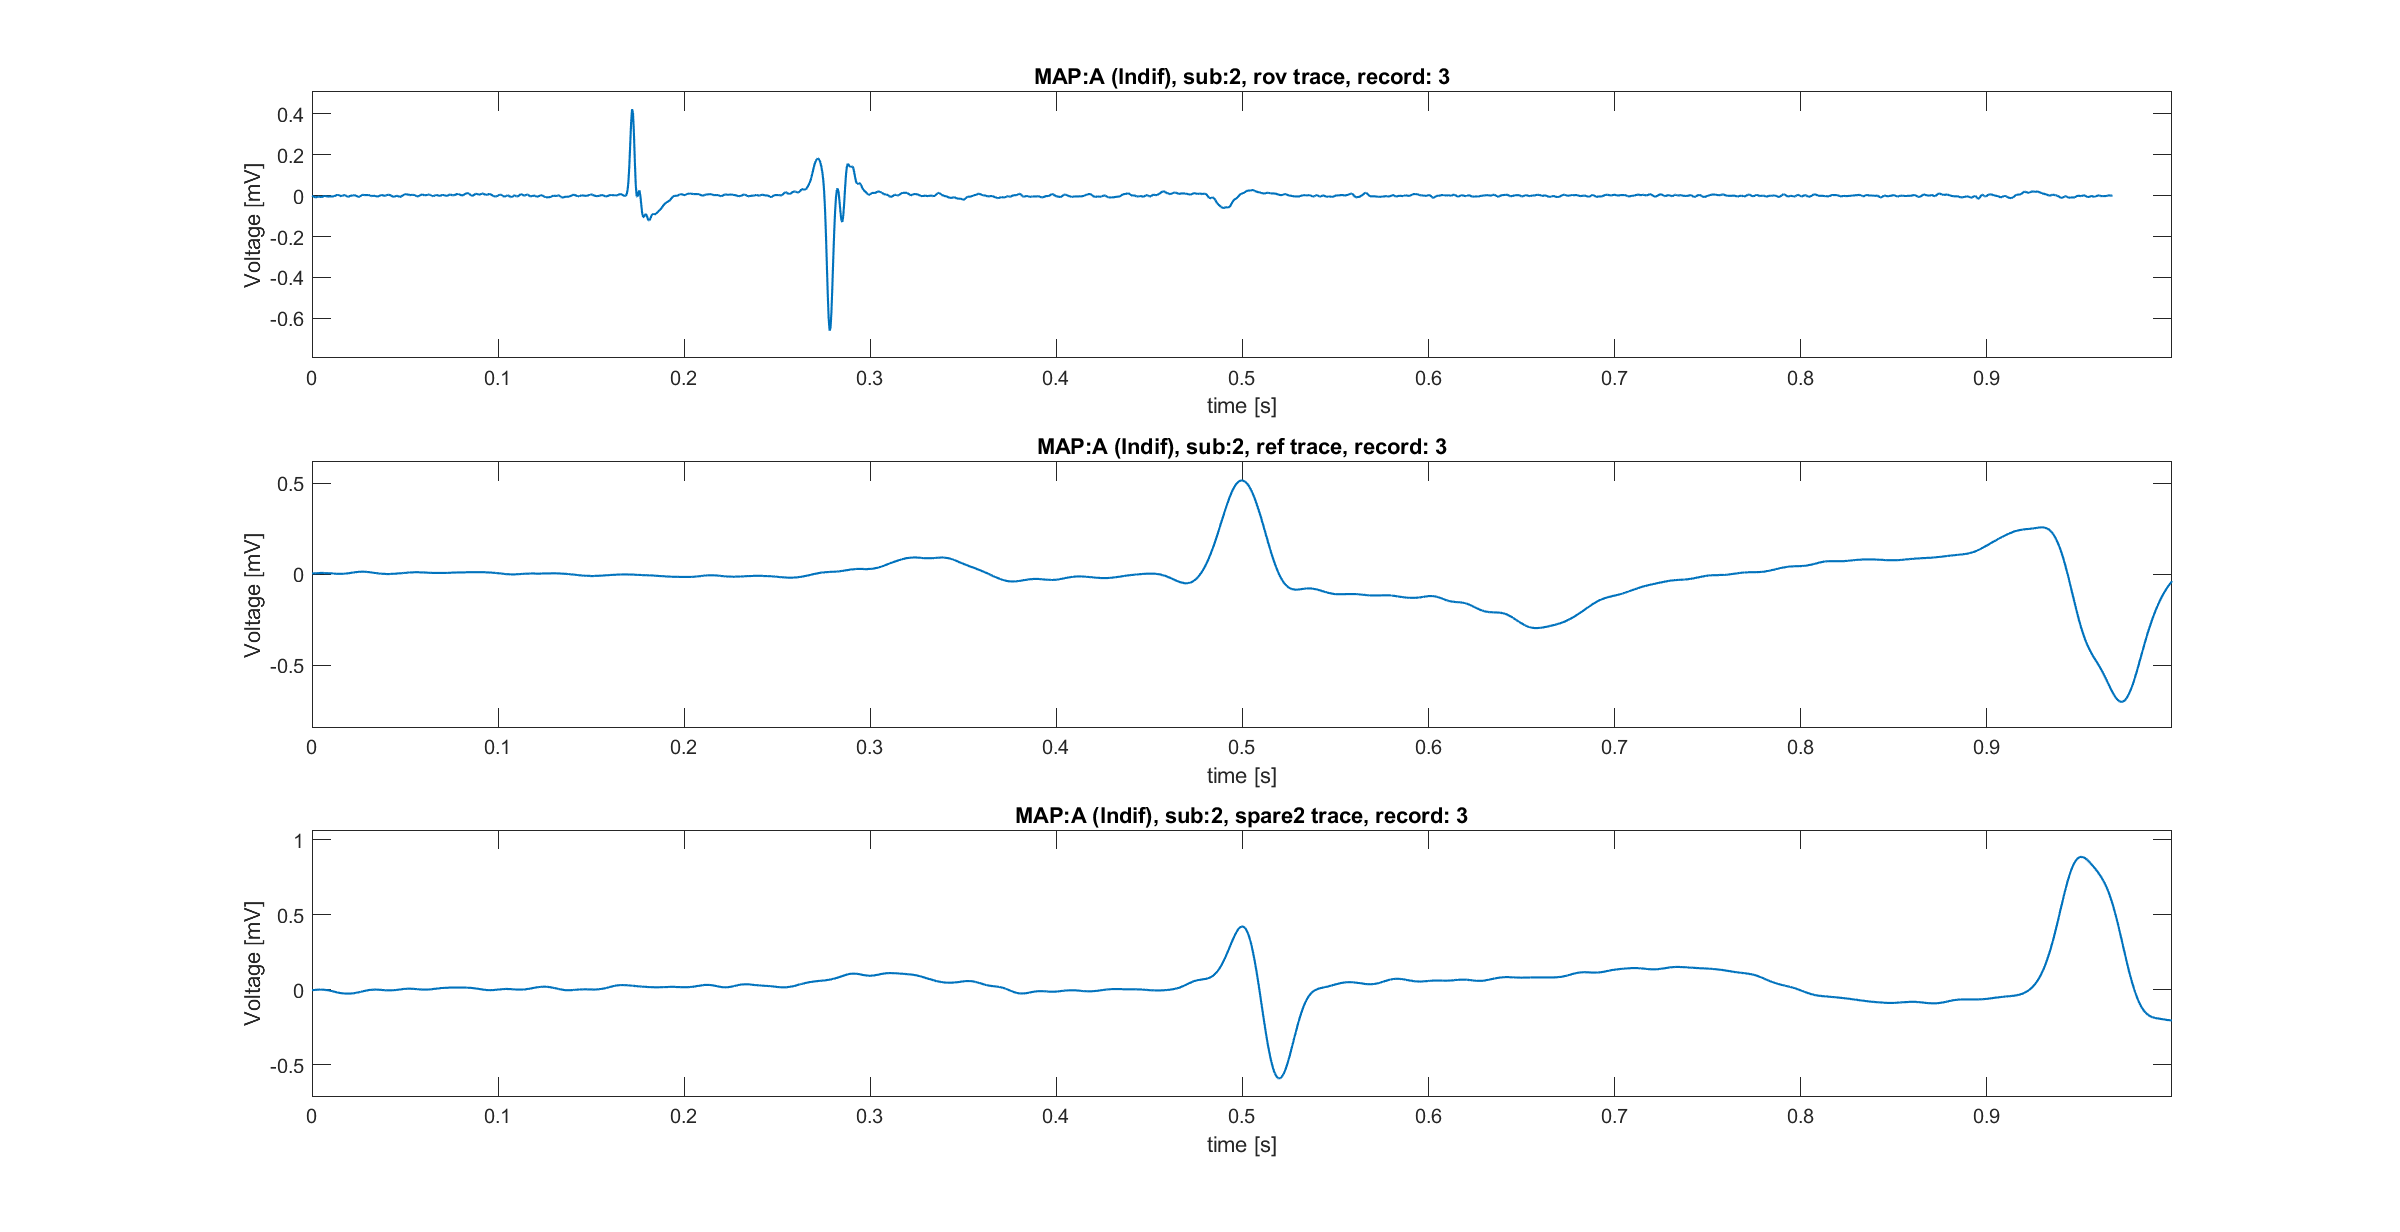 MAP:A (Indif), sub:2, rov trace, record: 3
0.4
0.2
0
-0.2
-0.4
-0.6
Voltage [mV]
0 0.1 0.2 0.3 0.4 0.5 0.6 0.7 0.8 0.9
time [s]
MAP:A (Indif), sub:2, ref trace, record: 3
0.5
0
-0.5
Voltage [mV]
0 0.1 0.2 0.3 0.4 0.5 0.6 0.7 0.8 0.9
time [s]
MAP:A (Indif), sub:2, spare2 trace, record: 3
1
0.5
0
-0.5
Voltage [mV]
0 0.1 0.2 0.3 0.4 0.5 0.6 0.7 0.8 0.9
time [s]